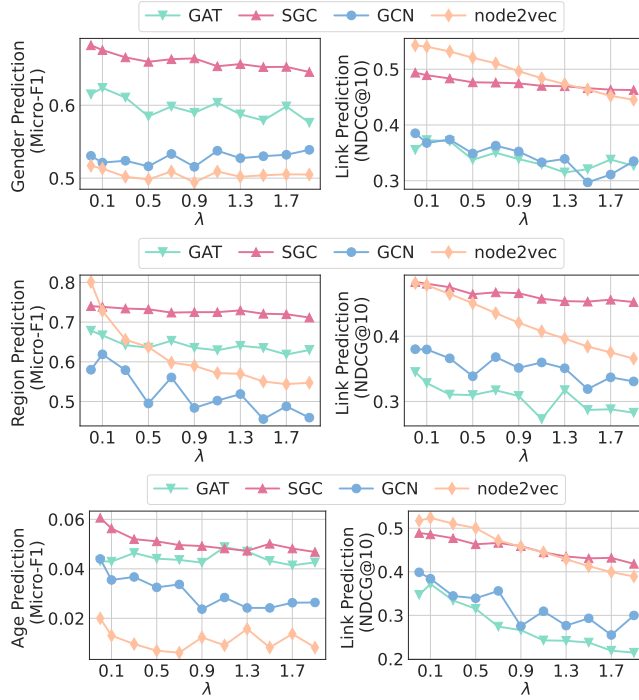 GAT SGC GCN node2vec
Gender Prediction
(Micro-F1)
0.6
0.5
0.1 0.5 0.9 1.3 1.7
λ
Link Prediction
(NDCG@10)
0.5
0.4
0.3
0.1 0.5 0.9 1.3 1.7
λ
GAT SGC GCN node2vec
Region Prediction
(Micro-F1)
0.8
0.7
0.6
0.5
0.1 0.5 0.9 1.3 1.7
λ
Link Prediction
(NDCG@10)
0.4
0.3
0.1 0.5 0.9 1.3 1.7
λ
GAT SGC GCN node2vec
Age Prediction
(Micro-F1)
0.06
0.04
0.02
0.1 0.5 0.9 1.3 1.7
λ
Link Prediction
(NDCG@10)
0.5
0.4
0.3
0.2
0.1 0.5 0.9 1.3 1.7
λ